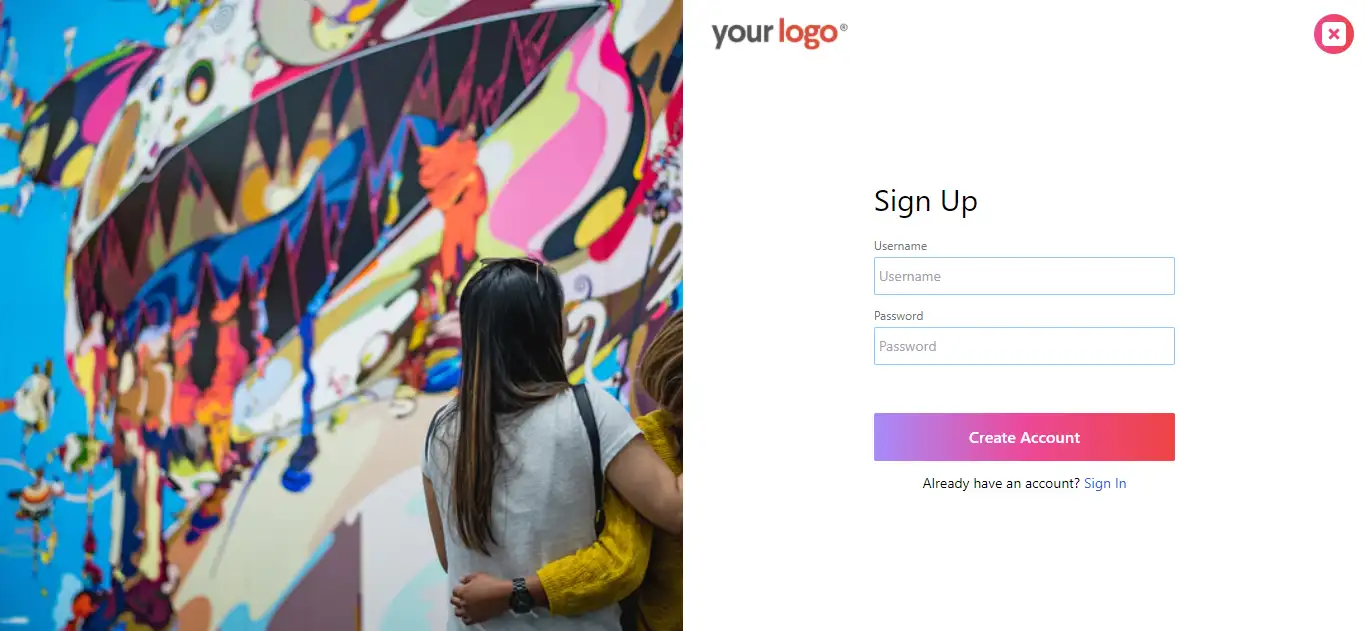 your logo®
Sign Up
Username
Username
Password
Password
Create Account
Already have an account? Sign In